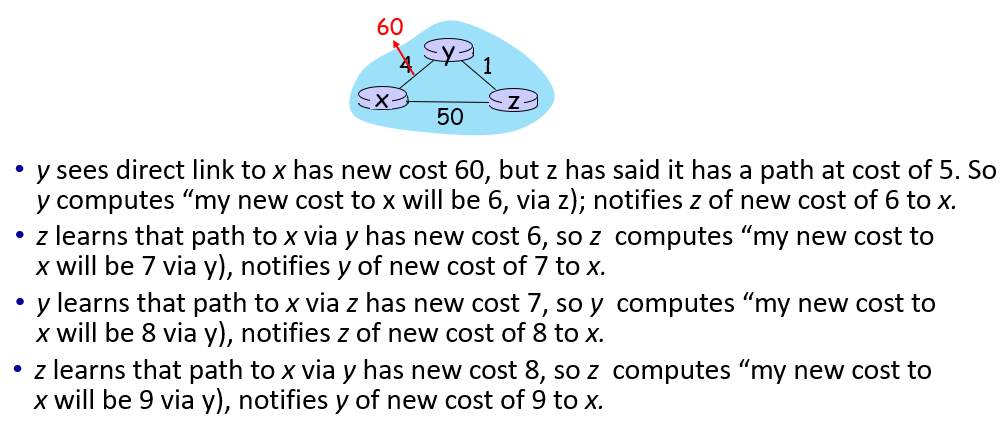 60
y
4
1
x
z
50
• y sees direct link to x has new cost 60, but z has said it has a path at cost of 5. So
y computes “my new cost to x will be 6, via z); notifies z of new cost of 6 to x.
• z learns that path to x via y has new cost 6, so z computes “my new cost to
x will be 7 via y), notifies y of new cost of 7 to x.
• y learns that path to x via z has new cost 7, so y computes “my new cost to
x will be 8 via y), notifies z of new cost of 8 to x.
• z learns that path to x via y has new cost 8, so z computes “my new cost to
x will be 9 via y), notifies y of new cost of 9 to x.